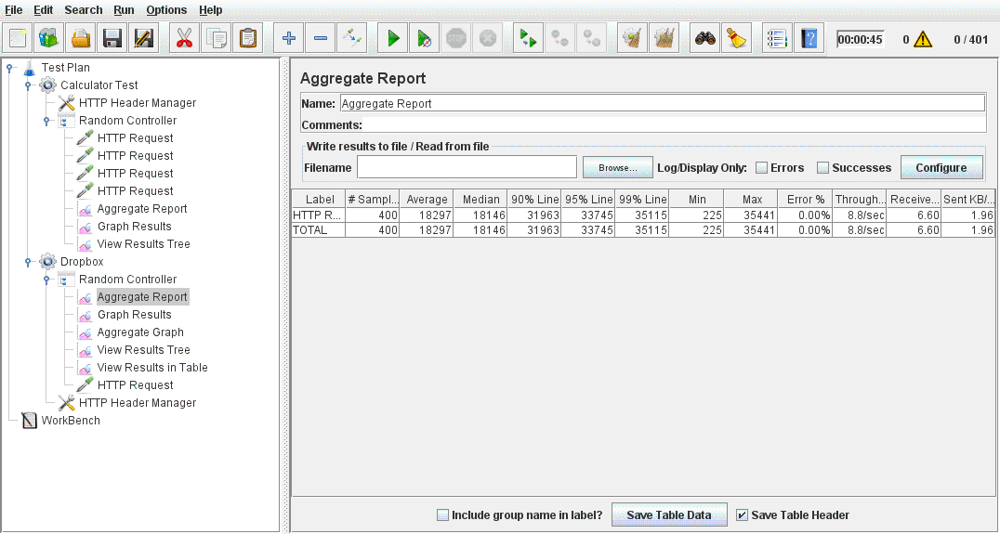 File Edit Search Run Options Help
00:00:45 0 0 / 401
Test Plan
Calculator Test
HTTP Header Manager
Random Controller
HTTP Request
HTTP Request
HTTP Request
HTTP Request
Aggregate Report
Graph Results
View Results Tree
Dropbox
Random Controller
Aggregate Report
Graph Results
Aggregate Graph
View Results Tree
View Results in Table
HTTP Request
HTTP Header Manager
WorkBench
Aggregate Report
Name: Aggregate Report
Comments:
Write results to file / Read from file
Filename Browse... Log/Display Only: Errors Successes Configure
Label # Sampl... Average Median 90% Line 95% Line 99% Line Min Max Error % Through... Receive... Sent KB/...
HTTP R... 400 18297 18146 31963 33745 35115 225 35441 0.00% 8.8/sec 6.60 1.96
TOTAL 400 18297 18146 31963 33745 35115 225 35441 0.00% 8.8/sec 6.60 1.96
Include group name in label? Save Table Data Save Table Header